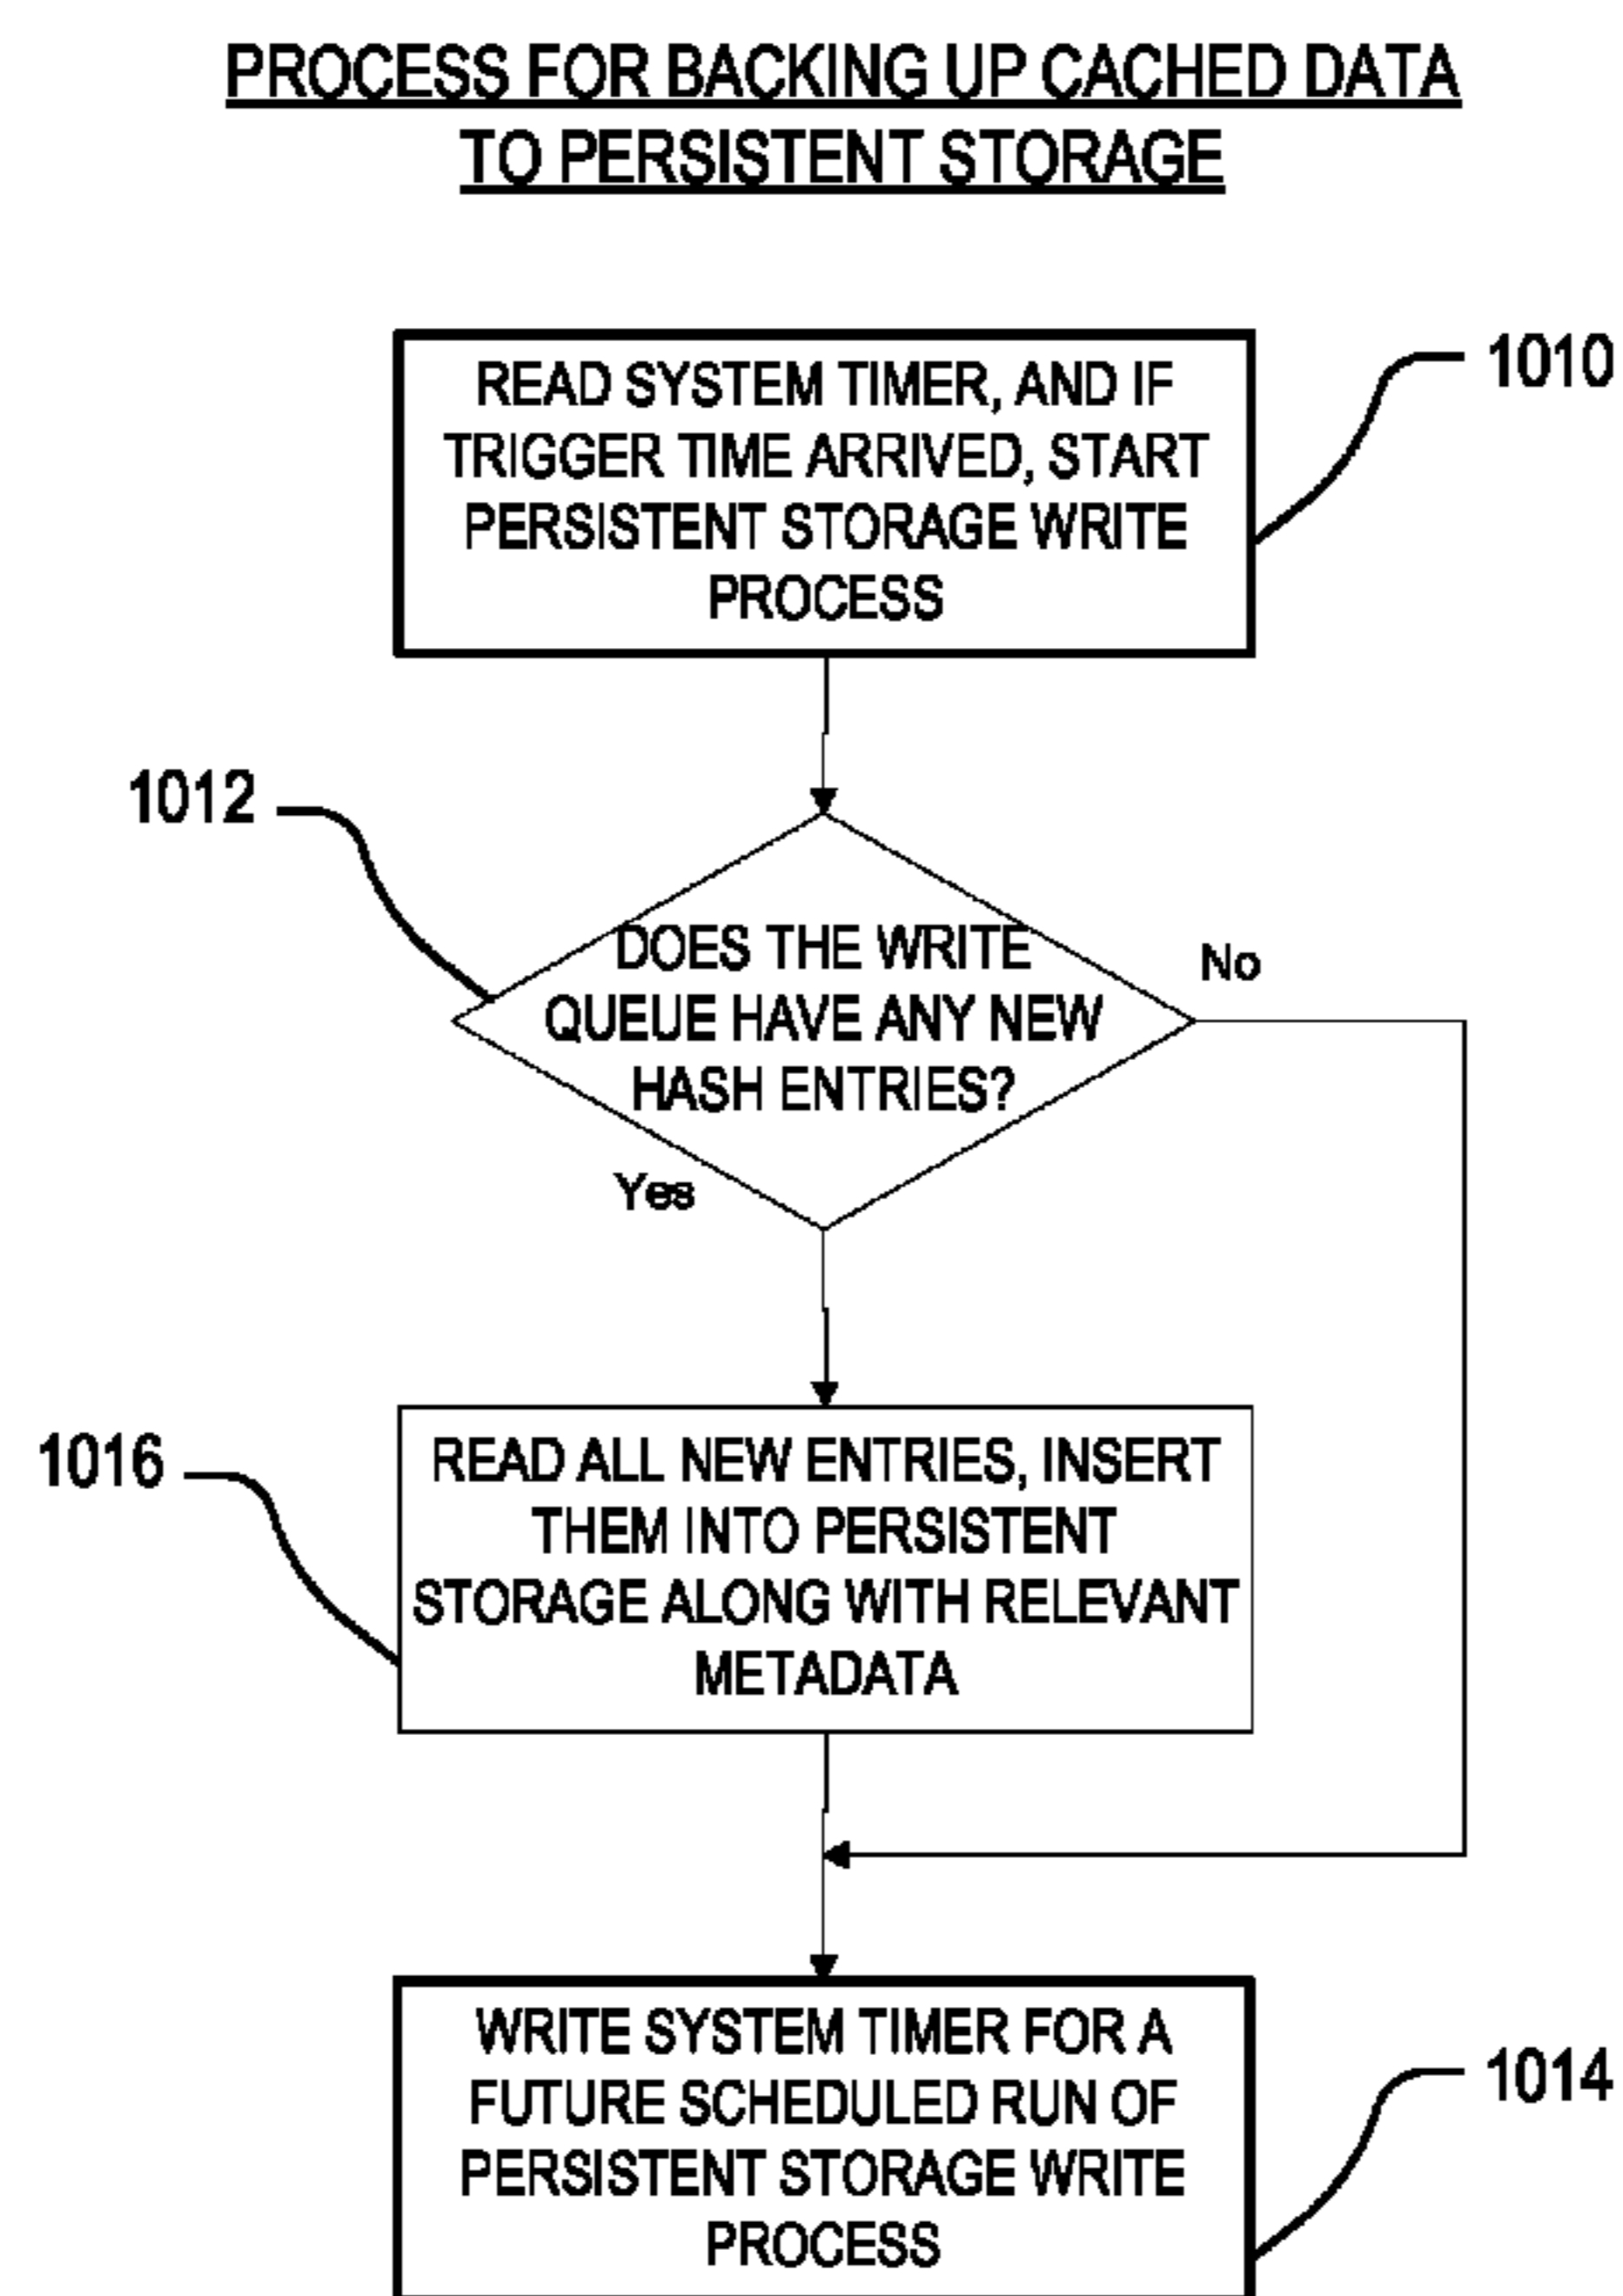 PROCESS FOR BACKING UP CACHED DATA
TO PERSISTENT STORAGE
READ SYSTEM TIMER, AND IF
TRIGGER TIME ARRIVED, START
PERSISTENT STORAGE WRITE
PROCESS
1010
1012
DOES THE WRITE
QUEUE HAVE ANY NEW
HASH ENTRIES?
No
Yes
1016
READ ALL NEW ENTRIES, INSERT
THEM INTO PERSISTENT
STORAGE ALONG WITH RELEVANT
METADATA
WRITE SYSTEM TIMER FOR A
FUTURE SCHEDULED RUN OF
PERSISTENT STORAGE WRITE
PROCESS
1014